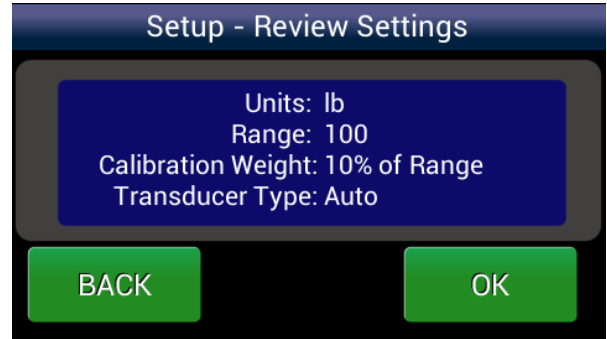 Setup - Review Settings
Units: lb
Range: 100
Calibration Weight: 10% of Range
Transducer Type: Auto
BACK
OK